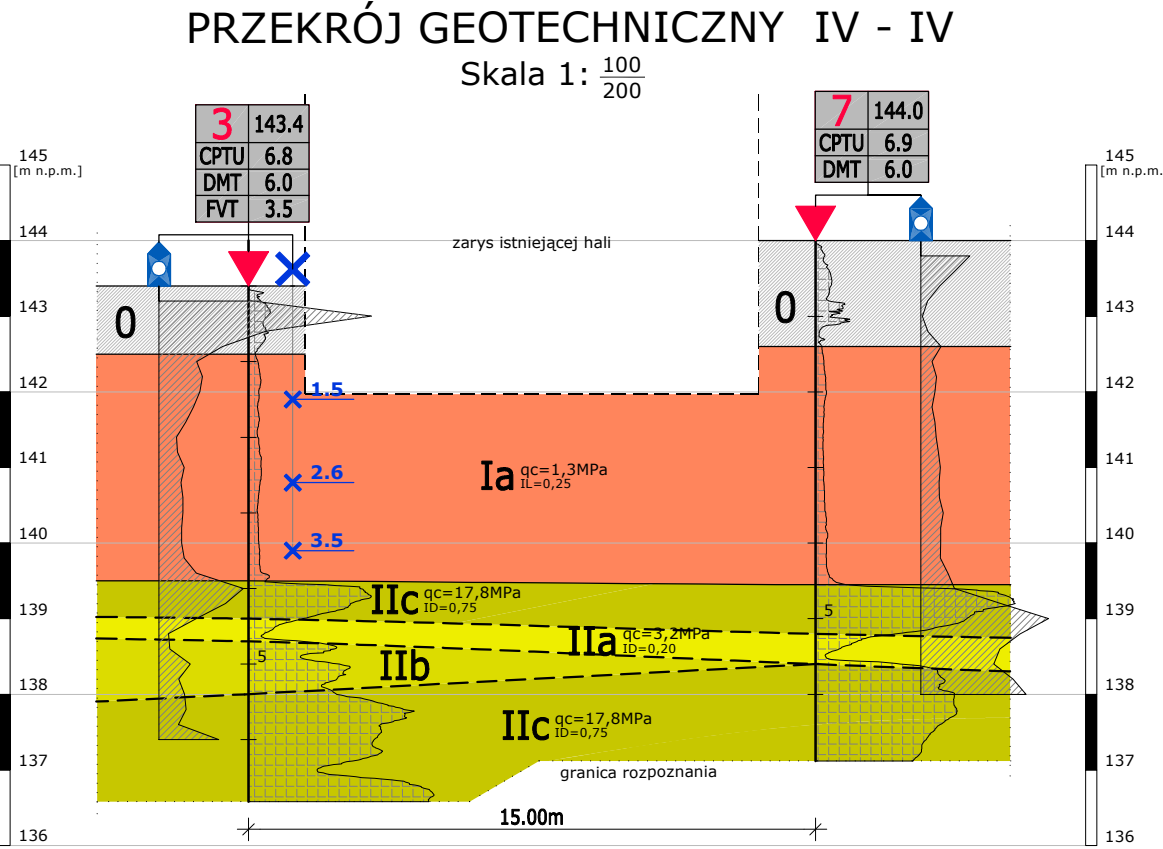 PRZEKRÓJ GEOTECHNICZNY IV - IV
Skala 1: 100
200
3 143.4
CPTU 6.8
DMT 6.0
FVT 3.5
7 144.0
CPTU 6.9
DMT 6.0
145
[m n.p.m.]
144
143
142
141
140
139
138
137
136
145
[m n.p.m.]
144
143
142
141
140
139
138
137
136
zarys istniejącej hali
0
0
1.5
2.6
3.5
Ia qc=1,3MPa
IL=0,25
IIc qc=17,8MPa
ID=0,75
IIa qc=3,2MPa
ID=0,20
5
5
IIb
IIc qc=17,8MPa
ID=0,75
granica rozpoznania
15.00m